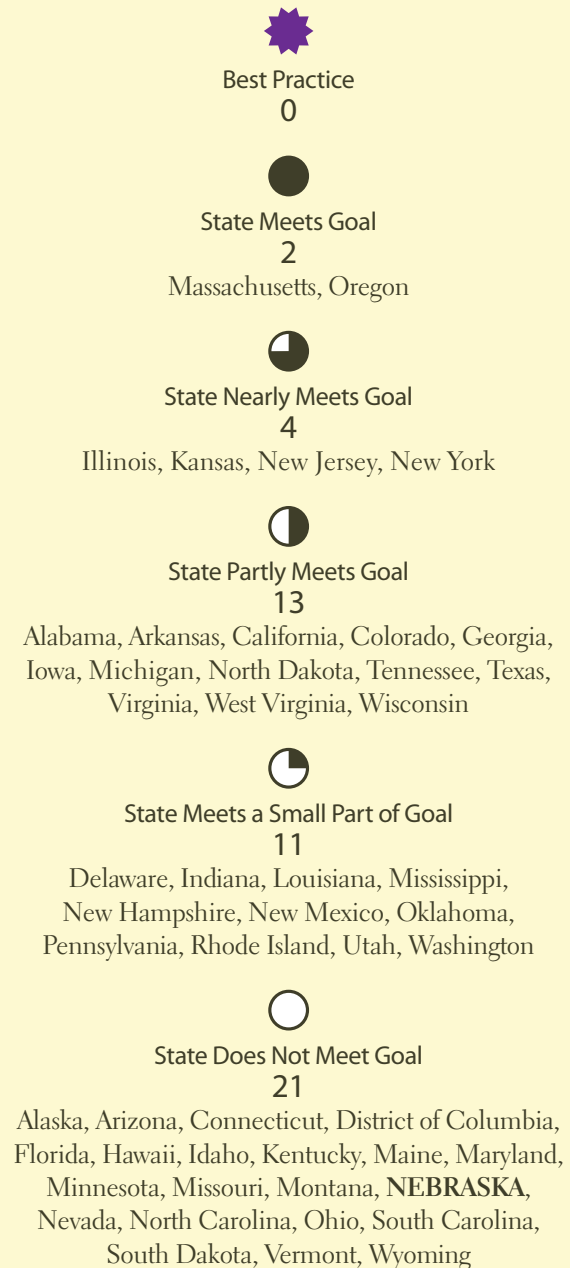 Best Practice
0
State Meets Goal
2
Massachusetts, Oregon
State Nearly Meets Goal
4
Illinois, Kansas, New Jersey, New York
State Partly Meets Goal
13
Alabama, Arkansas, California, Colorado, Georgia,
Iowa, Michigan, North Dakota, Tennessee, Texas,
Virginia, West Virginia, Wisconsin
State Meets a Small Part of Goal
11
Delaware, Indiana, Louisiana, Mississippi,
New Hampshire, New Mexico, Oklahoma,
Pennsylvania, Rhode Island, Utah, Washington
State Does Not Meet Goal
21
Alaska, Arizona, Connecticut, District of Columbia,
Florida, Hawaii, Idaho, Kentucky, Maine, Maryland,
Minnesota, Missouri, Montana, NEBRASKA,
Nevada, North Carolina, Ohio, South Carolina,
South Dakota, Vermont, Wyoming